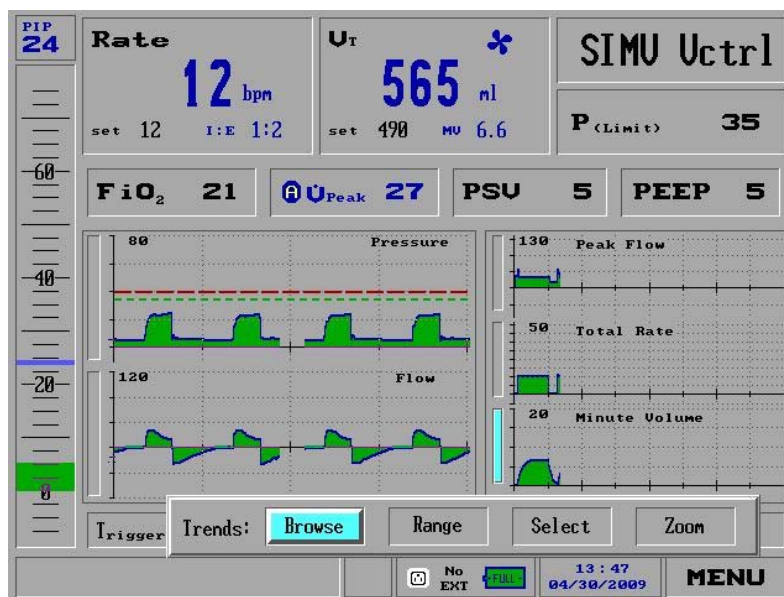 PIP
24
Rate
12 bpm
set 12 I:E 1:2
VT
565 ml
set 490 MV 6.6
SIMV Vctrl
P(Limit) 35
FiO2 21
A V̇Peak 27
PSV 5
PEEP 5
60
40
20
0
80 Pressure
120 Flow
130 Peak Flow
50 Total Rate
20 Minute Volume
Trigger
Trends: Browse Range Select Zoom
No
EXT
FULL
13:47
04/30/2009
MENU